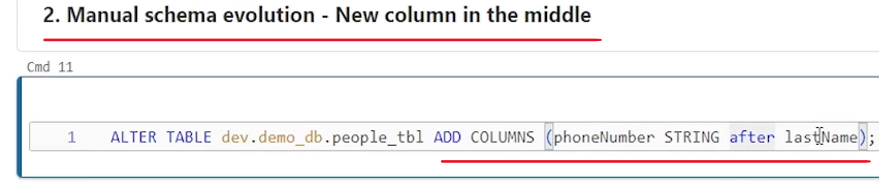 2. Manual schema evolution - New column in the middle
Cmd 11
1 ALTER TABLE dev.demo_db.people_tbl ADD COLUMNS (phoneNumber STRING after lastName);